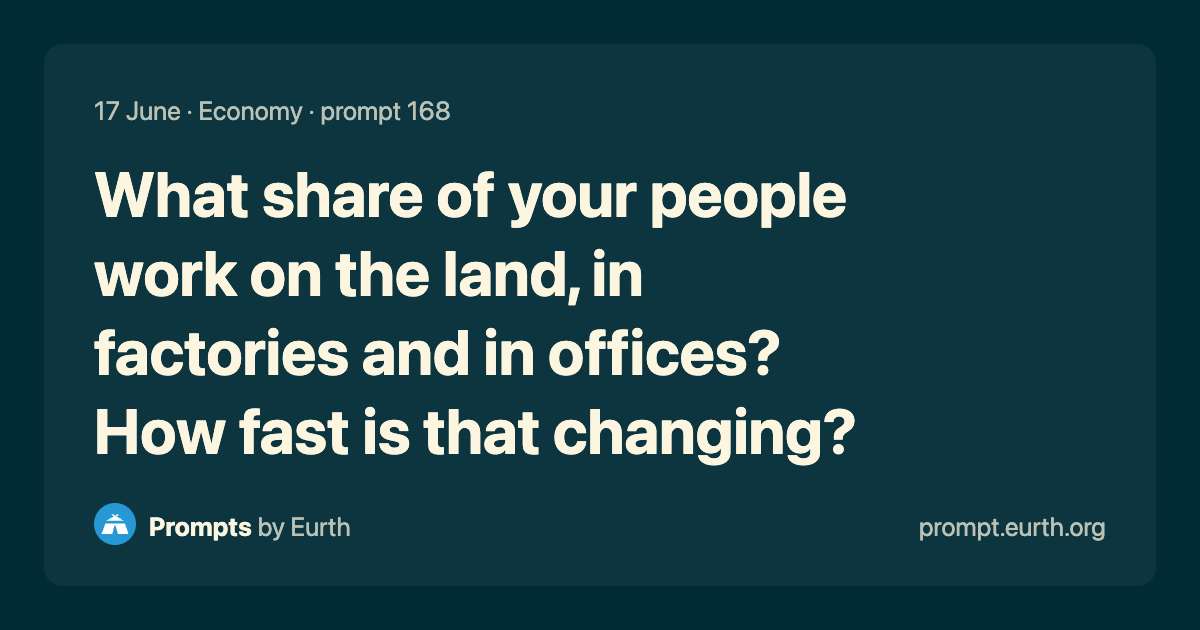 17 June · Economy · prompt 168
What share of your people
work on the land, in
factories and in offices?
How fast is that changing?
Prompts by Eurth
prompt.eurth.org